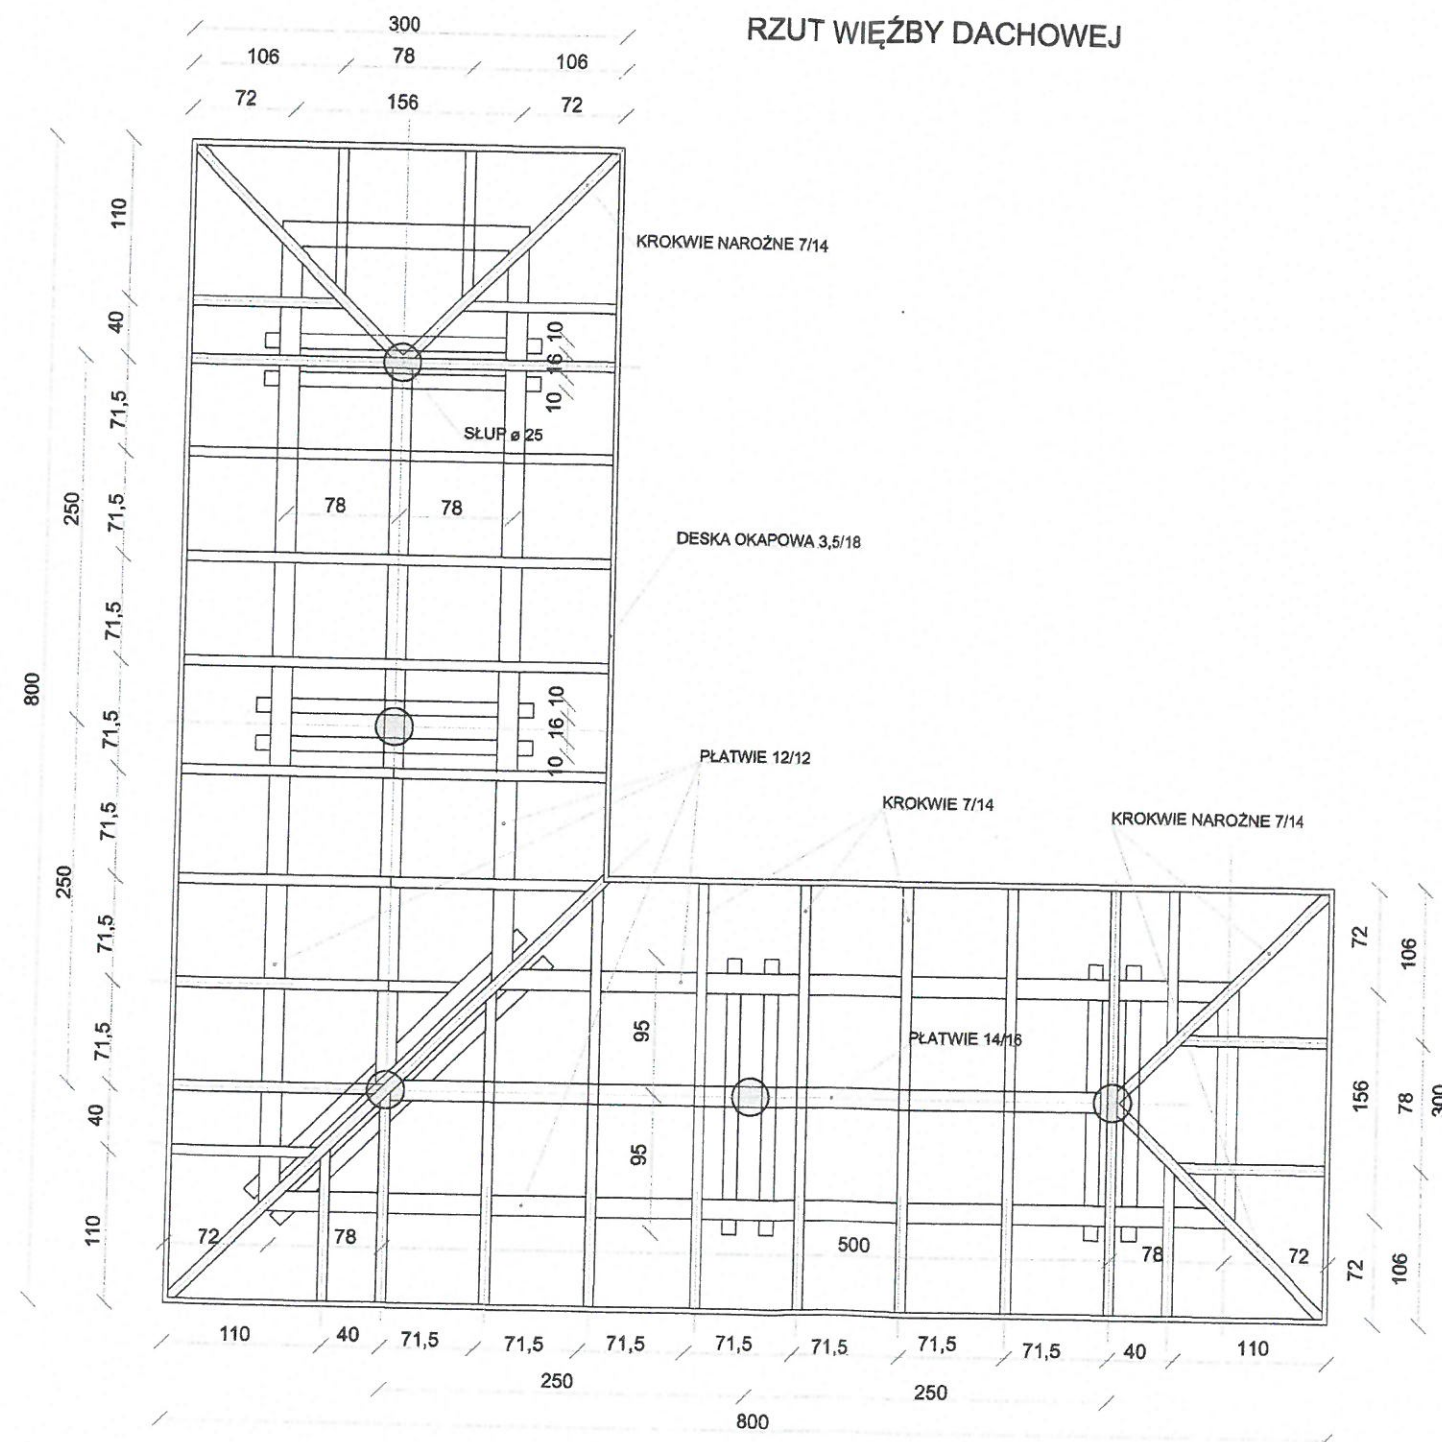 RZUT WIĘŹBY DACHOWEJ
300
106 78 106
72 156 72
110
KROKWIE NAROŻNE 7/14
40
10
16
10
71,5
SŁUP ø 25
78 78
250
71,5
DESKA OKAPOWA 3,5/18
71,5
800
10
16
10
71,5
PŁATWIE 12/12
KROKWIE 7/14
KROKWIE NAROŻNE 7/14
71,5
250
71,5
72
106
95
PŁATWIE 14/16
71,5
156
78
300
40
95
110
72 78 500 78 72
72
106
110 40 71,5 71,5 71,5 71,5 71,5 71,5 71,5 40 110
250 250
800